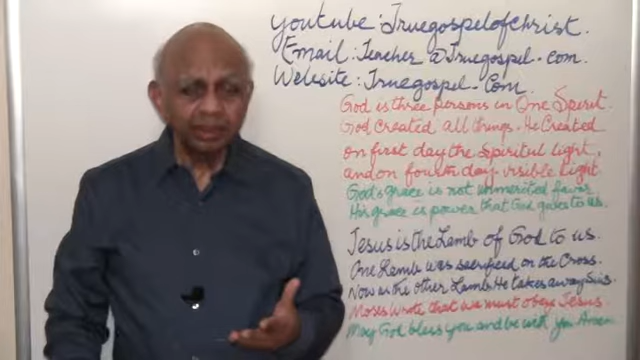 youtube: Truegospelofchrist.
Email: Teacher@Truegospel.com.
Website: Truegospel.Com.
God is three persons in One Spirit.
God created all things. He Created
on first day the Spiritul light,
and on fourth day visible light
God's grace is not unmerited favor
His grace is power that God gives to us.
Jesus is the Lamb of God to us.
One Lamb was sacrificed on the Cross.
Now as the other Lamb He takes away Sins.
Moses wrote that we must obey Jesus.
May God bless you and be with you Amen